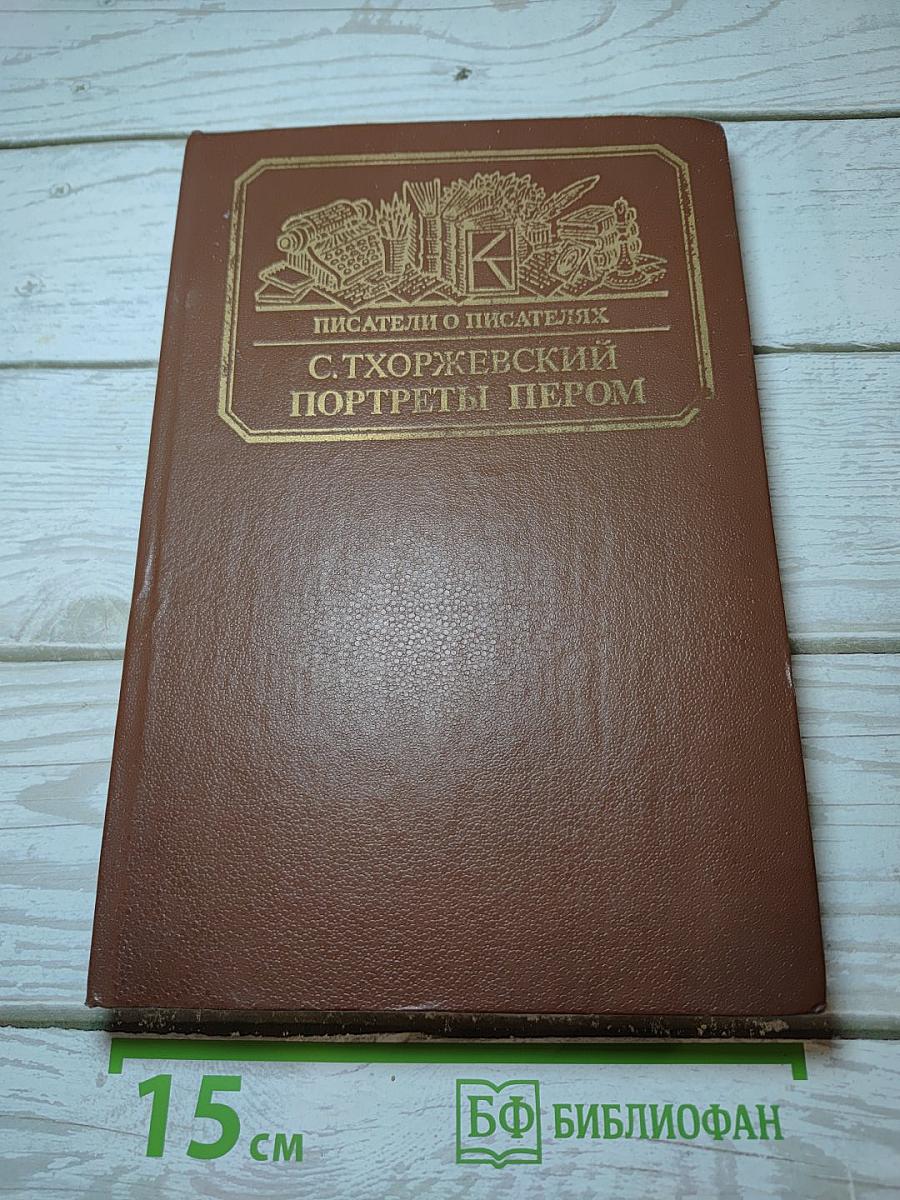 ПИСАТЕЛИ О ПИСАТЕЛЯХ
С. ТХОРЖЕВСКИЙ
ПОРТРЕТЫ ПЕРОМ
15 см
БФ БИБЛИОФАН